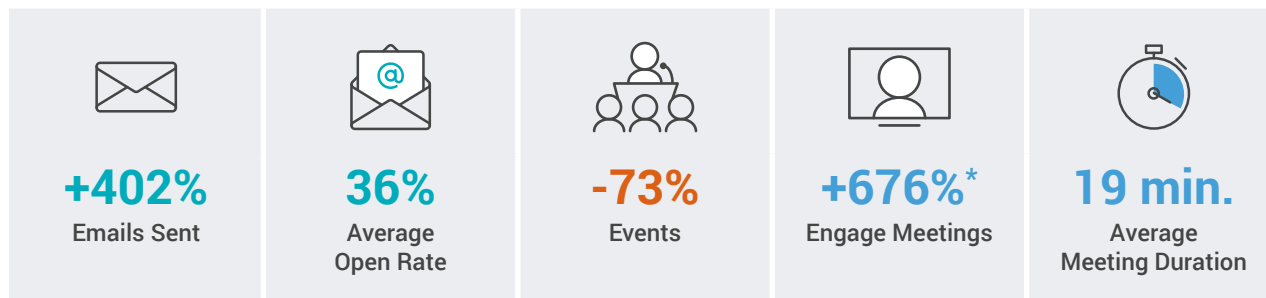 @
+402%
Emails Sent
36%
Average
Open Rate
-73%
Events
+676%*
Engage Meetings
19 min.
Average
Meeting Duration